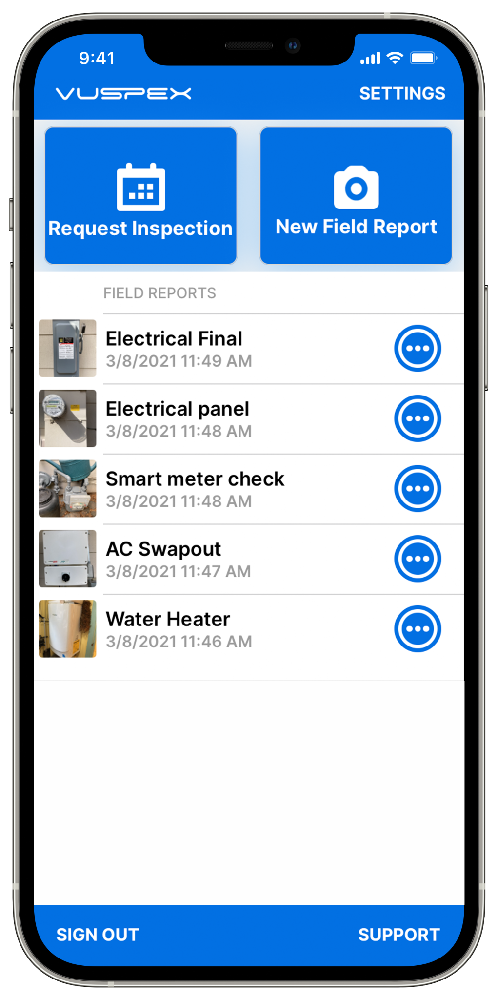 9:41
VUSPEX
SETTINGS
Request Inspection
New Field Report
FIELD REPORTS
Electrical Final
3/8/2021 11:49 AM
Electrical panel
3/8/2021 11:48 AM
Smart meter check
3/8/2021 11:48 AM
AC Swapout
3/8/2021 11:47 AM
Water Heater
3/8/2021 11:46 AM
SIGN OUT
SUPPORT